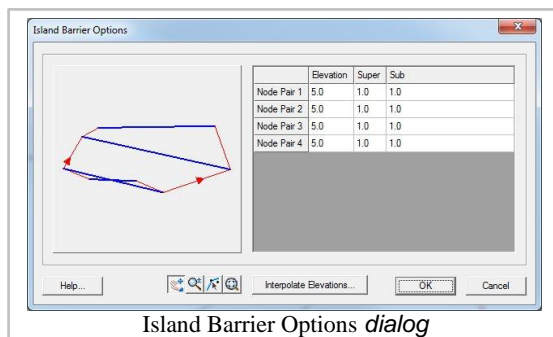 Island Barrier Options
Elevation Super Sub
Node Pair 1 5.0 1.0 1.0
Node Pair 2 5.0 1.0 1.0
Node Pair 3 5.0 1.0 1.0
Node Pair 4 5.0 1.0 1.0
Help... Interpolate Elevations... OK Cancel
Island Barrier Options dialog